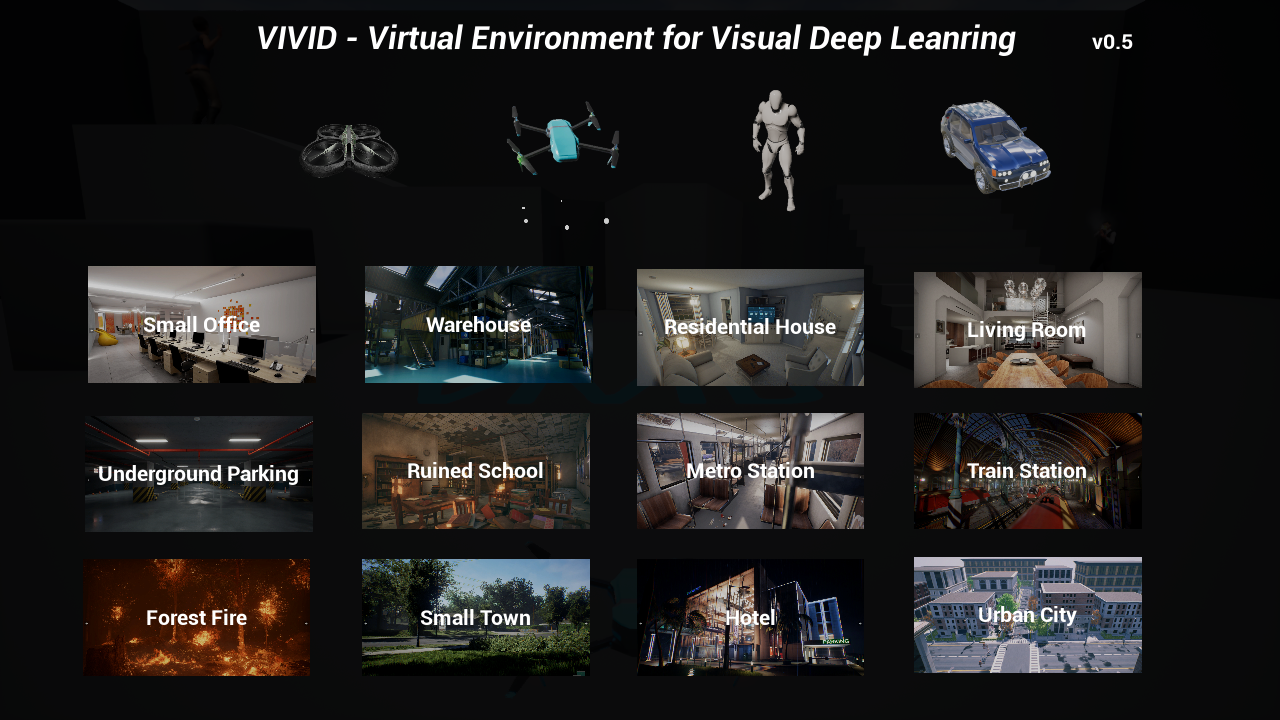 VIVID - Virtual Environment for Visual Deep Leanring v0.5
Small Office
Warehouse
Residential House
Living Room
Underground Parking
Ruined School
Metro Station
Train Station
Forest Fire
Small Town
Hotel
PARKING
Urban City